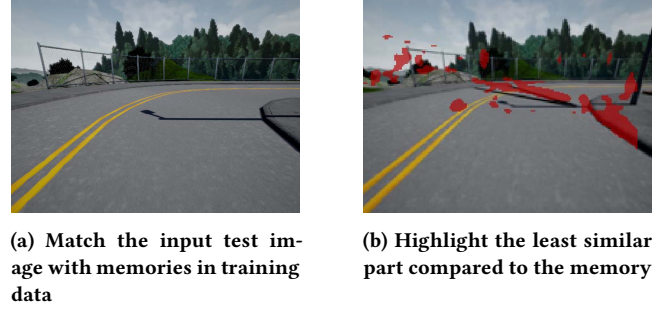 (a) Match the input test im-
age with memories in training
data
(b) Highlight the least similar
part compared to the memory